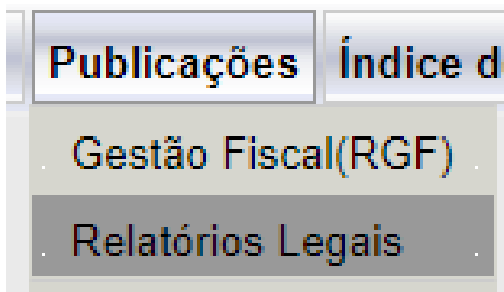 Publicações Índice d
Gestão Fiscal(RGF)
Relatórios Legais